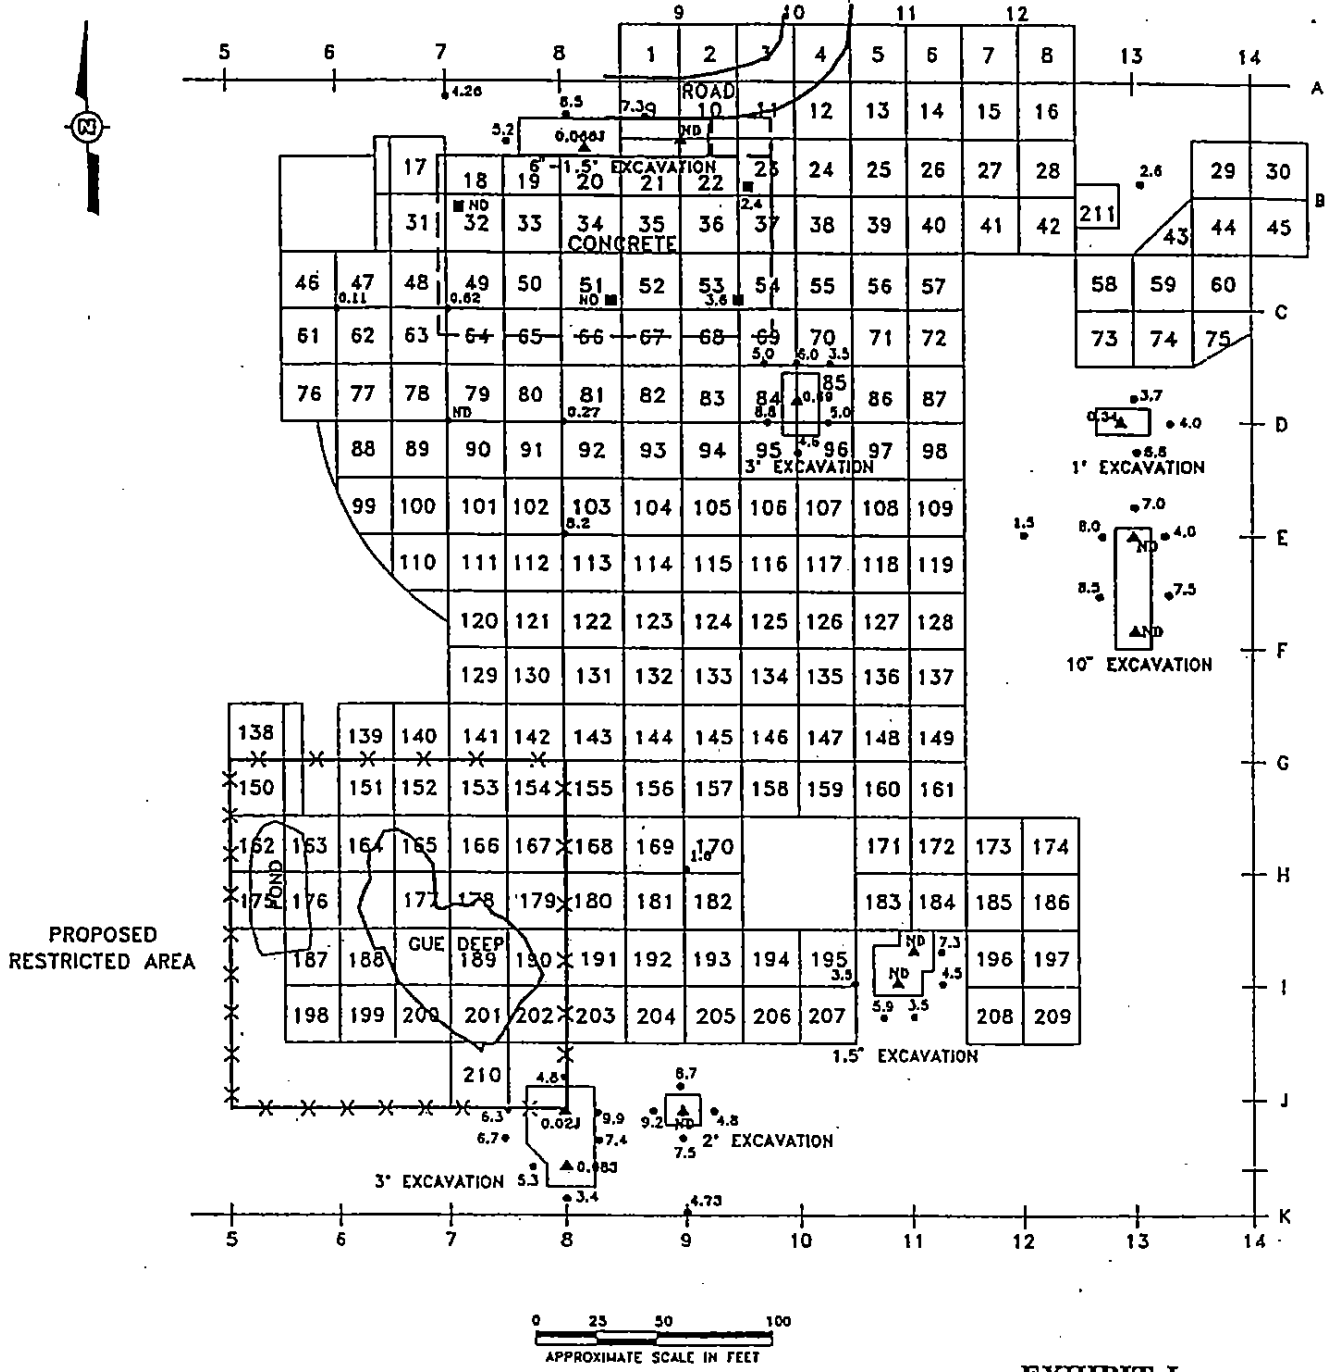 9 10 11 12
5 6 7 8 1 2 3 4 5 6 7 8 13 14
A
4.26 8.5 7.3 ROAD
9 10 11 12 13 14 15 16
5.2 0.068J ND
6" - 1.5' EXCAVATION
17 18 19 20 21 22 23 24 25 26 27 28 2.6 29 30
ND 2.4 211 B
31 32 33 34 35 36 37 38 39 40 41 42 43 44 45
CONCRETE
46 47 48 49 50 51 52 53 54 55 56 57 58 59 60
0.11 0.62 ND 3.6 C
61 62 63 64 65 66 67 68 69 70 71 72 73 74 75
5.0 6.0 3.5
76 77 78 79 80 81 82 83 84 85 86 87 3.7
ND 0.27 8.8 5.0 0.34 4.0 D
88 89 90 91 92 93 94 95 96 97 98
4.6 6.8
3' EXCAVATION 1' EXCAVATION
99 100 101 102 103 104 105 106 107 108 109 7.0
8.2 1.5 8.0 ND 4.0 E
110 111 112 113 114 115 116 117 118 119
8.5 7.5
120 121 122 123 124 125 126 127 128 ND
F
10" EXCAVATION
129 130 131 132 133 134 135 136 137
138 139 140 141 142 143 144 145 146 147 148 149
G
150 151 152 153 154 155 156 157 158 159 160 161
162 163 164 165 166 167 168 169 170 171 172 173 174
POND H
175 176 177 178 179 180 181 182 183 184 185 186
PROPOSED
RESTRICTED AREA
GUE DEEP
187 188 189 190 191 192 193 194 195 ND 7.3 196 197
3.5 ND 4.5 I
198 199 200 201 202 203 204 205 206 207 5.9 3.5 208 209
1.5" EXCAVATION
210 4.8 6.7
J
6.3 0.02J 9.9 9.2 ND 4.8
6.7 7.4 7.5 2' EXCAVATION
3' EXCAVATION 5.3
3.4 4.73
K
5 6 7 8 9 10 11 12 13 14
0 25 50 100
APPROXIMATE SCALE IN FEET